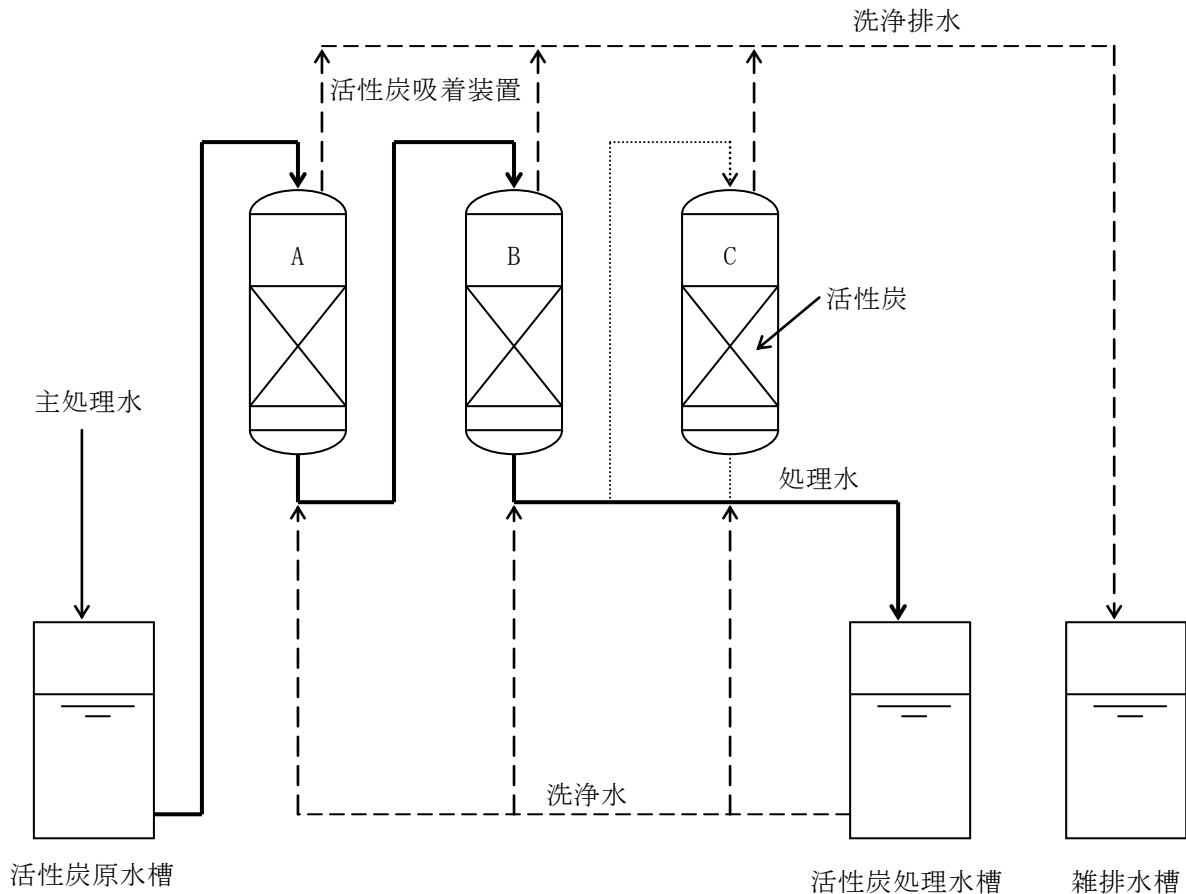 洗浄排水
活性炭吸着装置
A
B
C
活性炭
主処理水
処理水
洗浄水
活性炭原水槽
活性炭処理水槽
雑排水槽